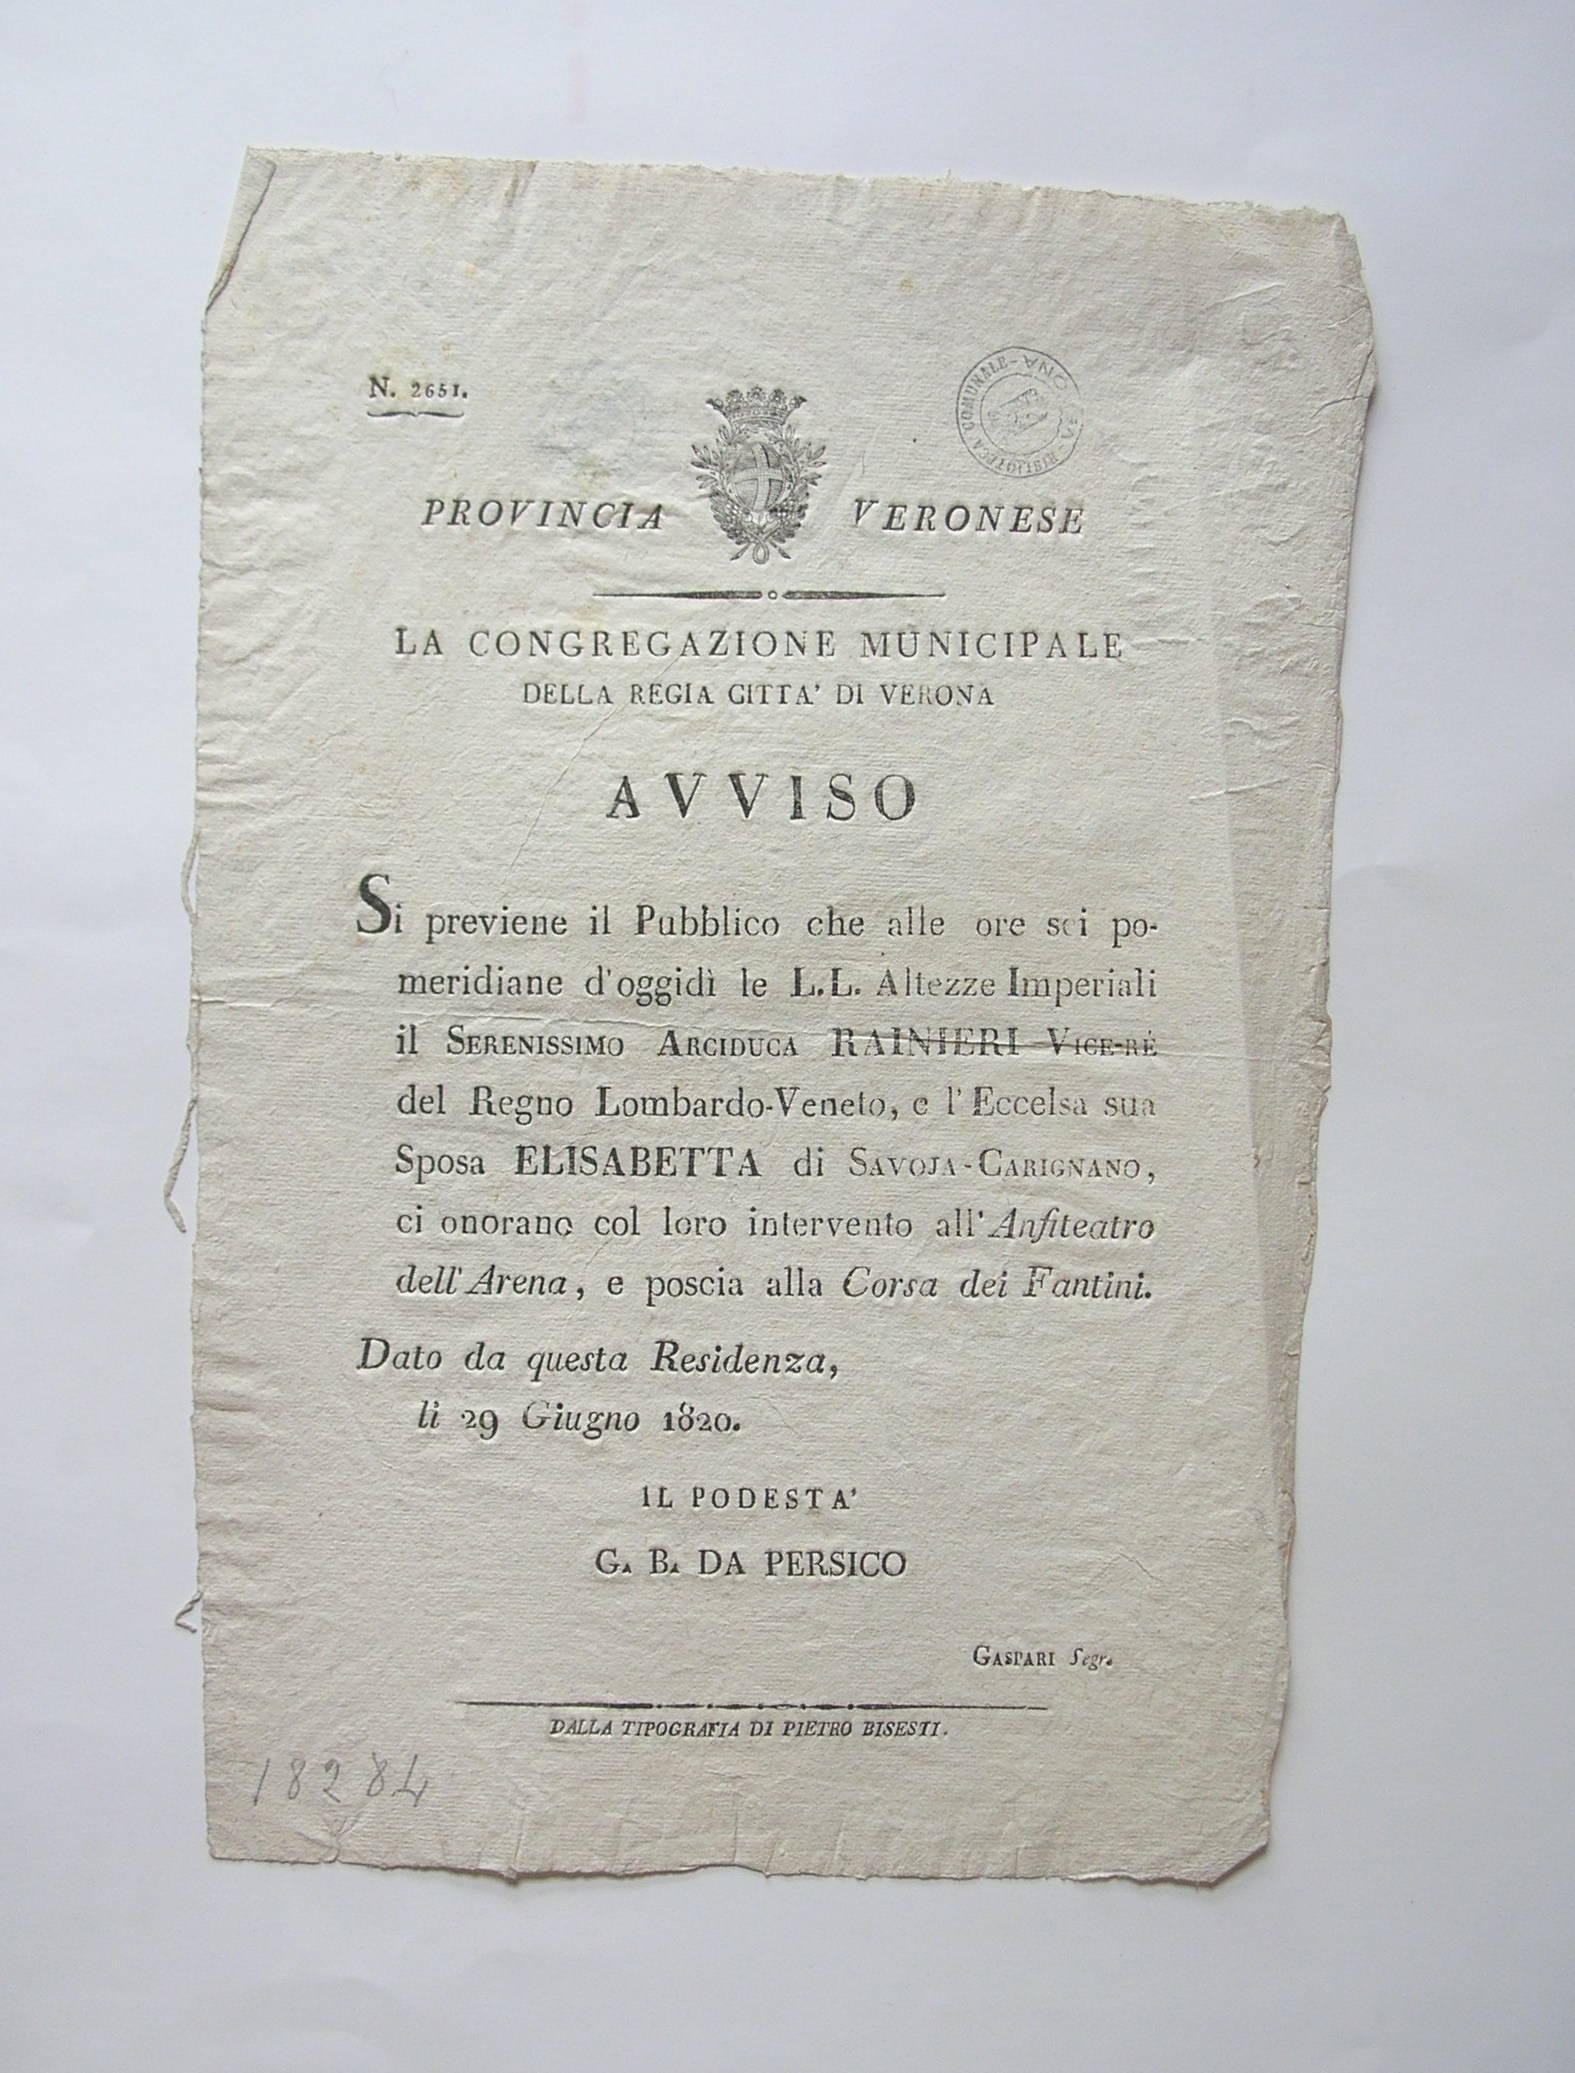 N. 2651.
BIBLIOTECA COMUNALE - VERONA
PROVINCIA VERONESE
LA CONGREGAZIONE MUNICIPALE
DELLA REGIA CITTA' DI VERONA
AVVISO
Si previene il Pubblico che alle ore sei po-
meridiane d'oggidì le L.L. Altezze Imperiali
il SERENISSIMO ARCIDUCA RAINIERI VICE-RÈ
del Regno Lombardo-Veneto, e l'Eccelsa sua
Sposa ELISABETTA di SAVOJA-CARIGNANO,
ci onorano col loro intervento all'Anfiteatro
dell'Arena, e poscia alla Corsa dei Fantini.
Dato da questa Residenza,
li 29 Giugno 1820.
IL PODESTA'
G. B. DA PERSICO
GASPARI Segr.
DALLA TIPOGRAFIA DI PIETRO BISESTI.
18284